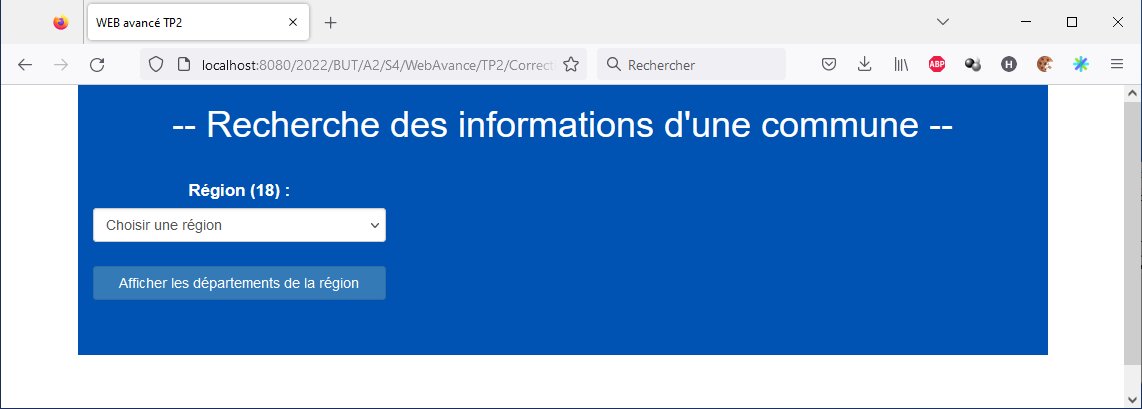 WEB avancé TP2
localhost:8080/2022/BUT/A2/S4/WebAvance/TP2/Correcti
Rechercher
ABP
H
-- Recherche des informations d'une commune --
Région (18) :
Choisir une région
Afficher les départements de la région